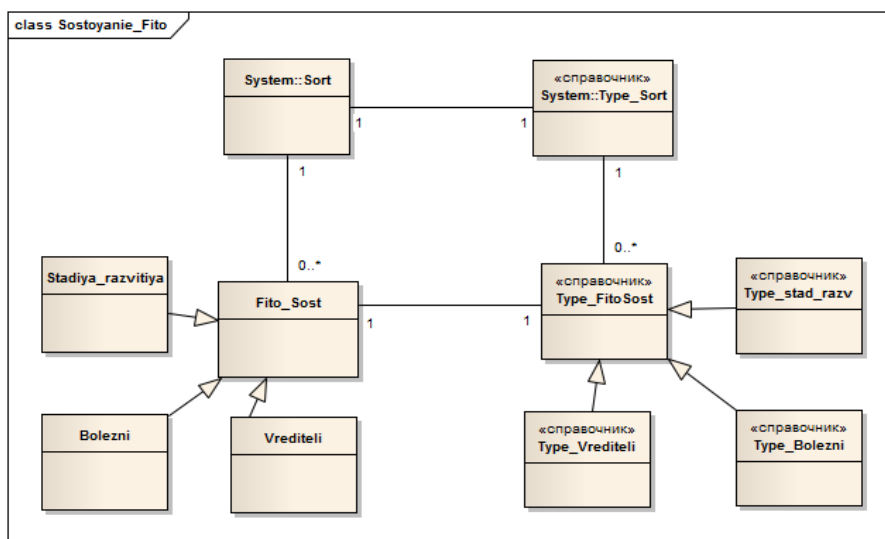 class Sostoyanie_Fito
System::Sort
«справочник»
System::Type_Sort
1
1
1
1
0..*
0..*
Stadiya_razvitiya
Fito_Sost
«справочник»
Type_FitoSost
«справочник»
Type_stad_razv
1
1
Bolezni
Vrediteli
«справочник»
Type_Vrediteli
«справочник»
Type_Bolezni